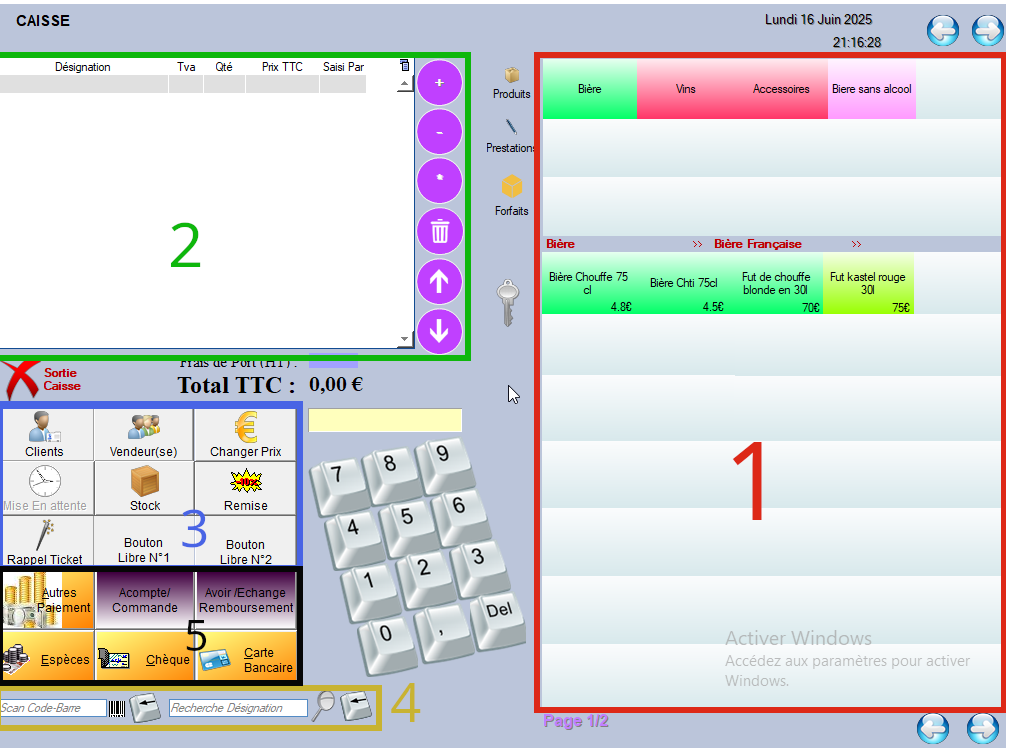 CAISSE
Lundi 16 Juin 2025
21:16:28
Désignation Tva Qté Prix TTC Saisi Par
+
-
*
2
Produits
Prestations
Forfaits
Bière Vins Accessoires Biere sans alcool
Bière >> Bière Française >>
Bière Chouffe 75 cl
4.8€
Bière Chti 75cl
4.5€
Fut de chouffe blonde en 30l
70€
Fut kastel rouge 30l
75€
1
Sortie
Caisse
Frais de Port (HT) :
Total TTC : 0,00 €
Clients Vendeur(se) Changer Prix
Mise En attente Stock Remise
-10%
Rappel Ticket
Bouton
Libre N°1
Bouton
Libre N°2
3
Autres
Paiement
Acompte/
Commande
Avoir /Echange
Remboursement
5
Espèces Chèque
Carte
Bancaire
7 8 9
4 5 6
1 2 3
0 , Del
Scan Code-Barre Recherche Désignation
4
Activer Windows
Accédez aux paramètres pour activer
Windows.
Page 1/2